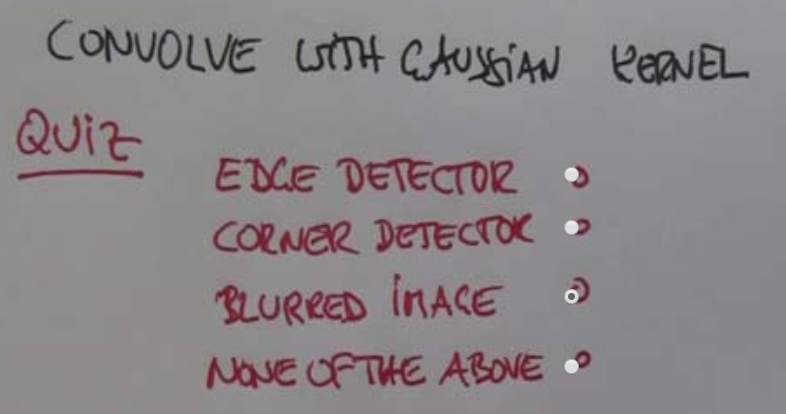 CONVOLVE WITH GAUSSIAN KERNEL
QUIZ
EDGE DETECTOR
CORNER DETECTOR
BLURRED IMAGE
NONE OF THE ABOVE